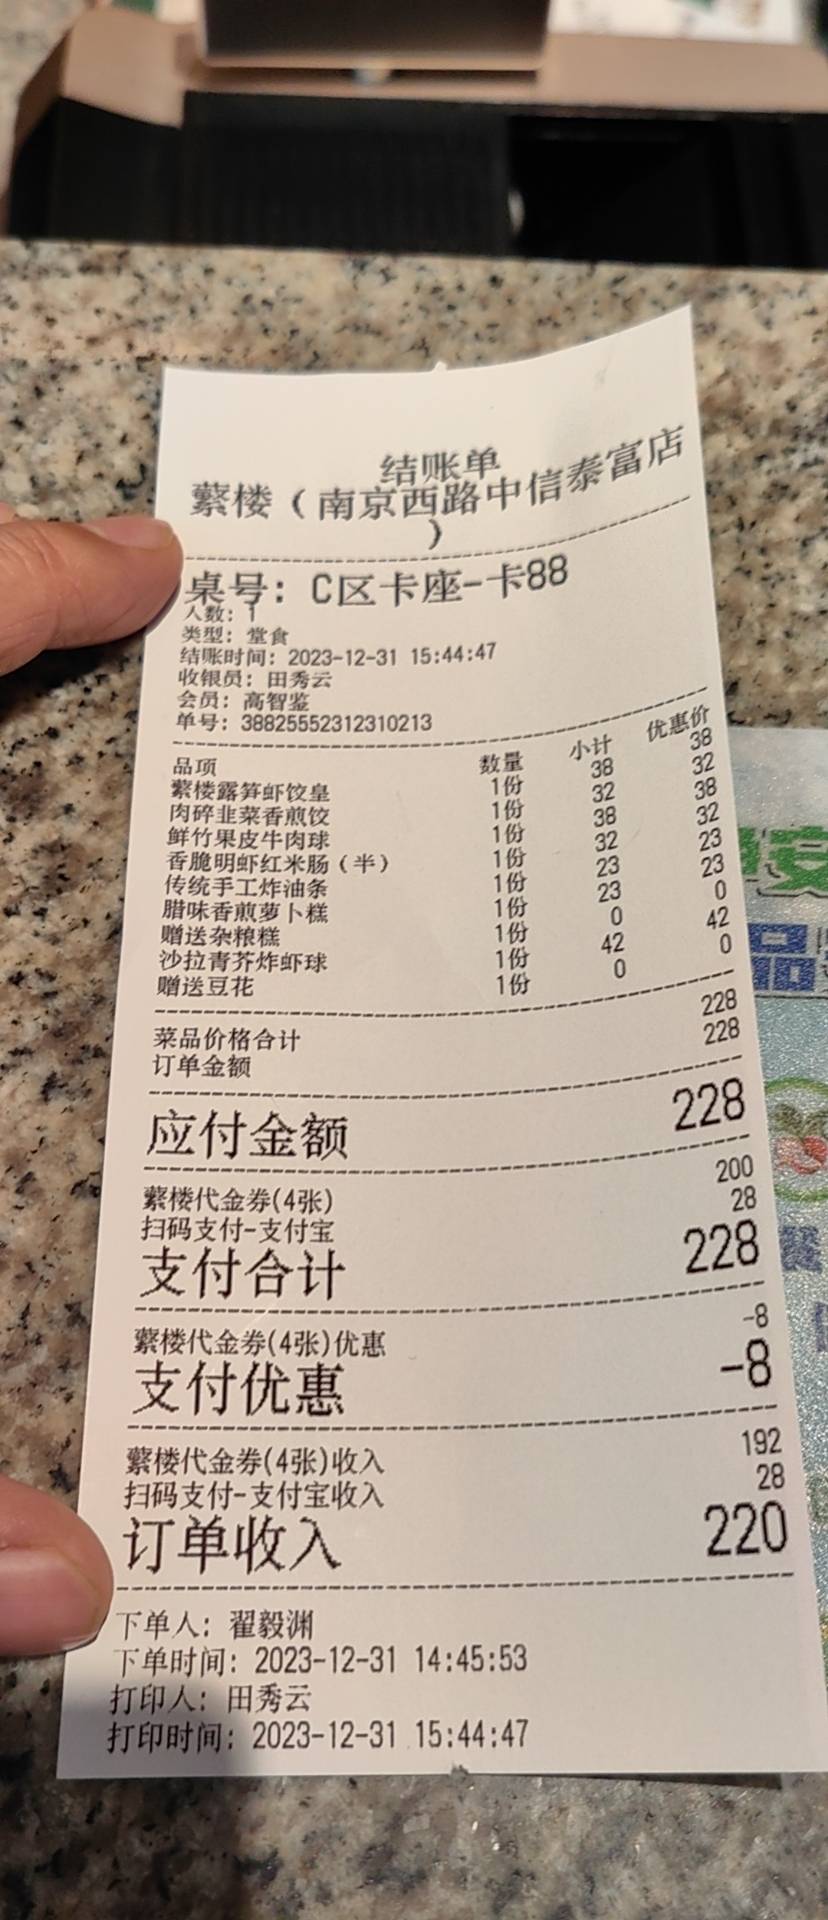 结账单
蘩楼（南京西路中信泰富店
）
桌号: C区卡座-卡88
人数: 1
类型: 堂食
结账时间: 2023-12-31 15:44:47
收银员: 田秀云
会员: 高智鉴
单号: 38825552312310213
品项 数量 小计 优惠价
蘩楼露笋虾饺皇 1份 38 38
肉碎韭菜香煎饺 1份 32 32
鲜竹果皮牛肉球 1份 38 38
香脆明虾红米肠（半） 1份 32 32
传统手工炸油条 1份 23 23
腊味香煎萝卜糕 1份 23 23
赠送杂粮糕 1份 0 0
沙拉青芥炸虾球 1份 42 42
赠送豆花 1份 0 0
菜品价格合计 228
订单金额 228
应付金额 228
蘩楼代金券(4张) 200
扫码支付-支付宝 28
支付合计 228
蘩楼代金券(4张)优惠 -8
支付优惠 -8
蘩楼代金券(4张)收入 192
扫码支付-支付宝收入 28
订单收入 220
下单人: 翟毅渊
下单时间: 2023-12-31 14:45:53
打印人: 田秀云
打印时间: 2023-12-31 15:44:47
安
品
餐